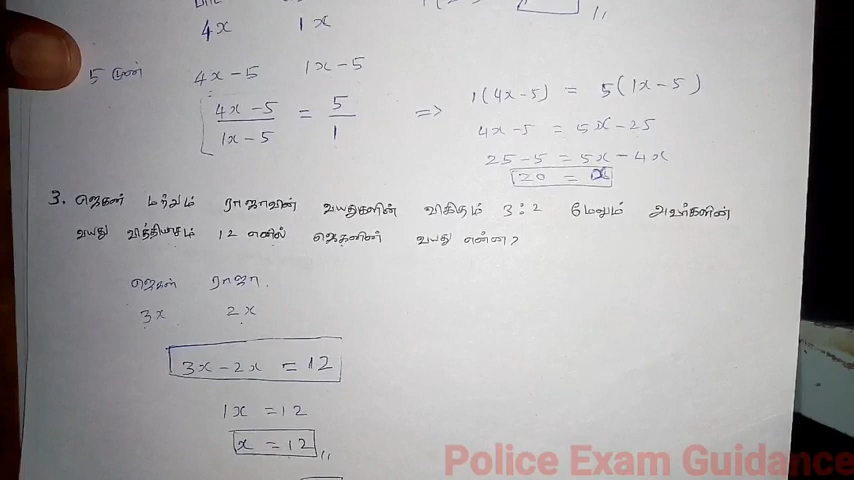 4x 1x
5 முன் 4x-5 1x-5
4x-5 / 1x-5 = 5 / 1 => 1(4x-5) = 5(1x-5)
4x-5 = 5x-25
25-5 = 5x-4x
20 = x
3. ஜெகன் மற்றும் ராஜாவின் வயதுகளின் விகிதம் 3:2 மேலும் அவர்களின்
வயது வித்தியாசம் 12 எனில் ஜெகனின் வயது என்ன?
ஜெகன் ராஜா.
3x 2x
3x-2x = 12
1x = 12
x = 12,,
Police Exam Guidance